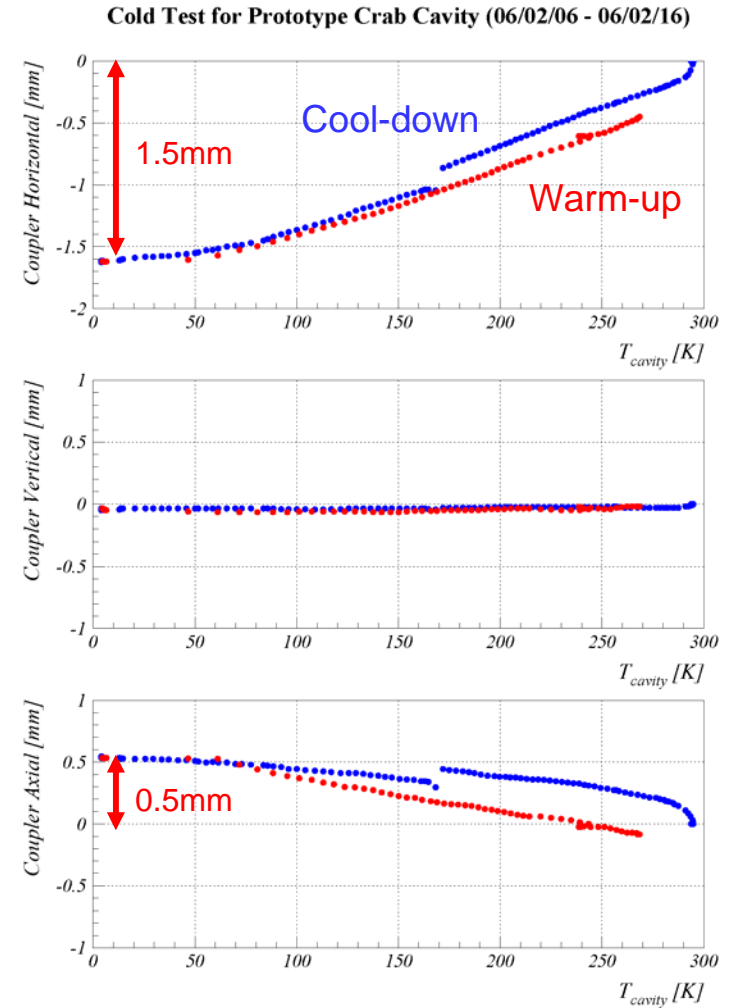 Cold Test for Prototype Crab Cavity (06/02/06 - 06/02/16)
Coupler Horizontal [mm]
0
-0.5
-1
-1.5
-2
1.5mm
Cool-down
Warm-up
0 50 100 150 200 250 300
T_cavity [K]
Coupler Vertical [mm]
1
0.5
0
-0.5
-1
0 50 100 150 200 250 300
T_cavity [K]
Coupler Axial [mm]
1
0.5
0
-0.5
-1
0.5mm
0 50 100 150 200 250 300
T_cavity [K]